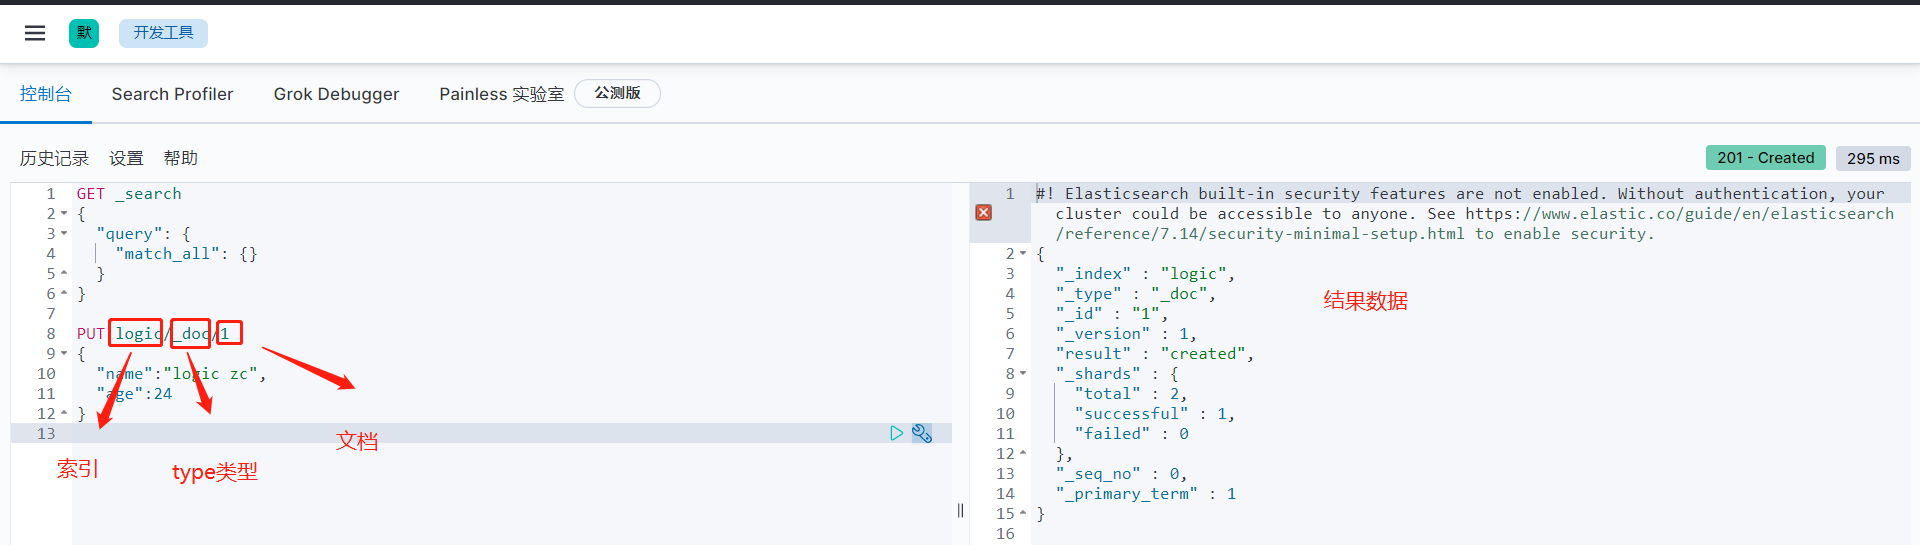 默 开发工具
控制台 Search Profiler Grok Debugger Painless 实验室 公测版
历史记录 设置 帮助
201 - Created 295 ms
1 GET _search
2 {
3 "query": {
4 "match_all": {}
5 }
6 }
7
8 PUT logic/_doc/1
9 {
10 "name":"logic zc",
11 "age":24
12 }
13
文档
索引
type类型
1 #! Elasticsearch built-in security features are not enabled. Without authentication, your
cluster could be accessible to anyone. See https://www.elastic.co/guide/en/elasticsearch
/reference/7.14/security-minimal-setup.html to enable security.
2 {
3 "_index" : "logic",
4 "_type" : "_doc",
5 "_id" : "1",
6 "_version" : 1,
7 "result" : "created",
8 "_shards" : {
9 "total" : 2,
10 "successful" : 1,
11 "failed" : 0
12 },
13 "_seq_no" : 0,
14 "_primary_term" : 1
15 }
16
结果数据